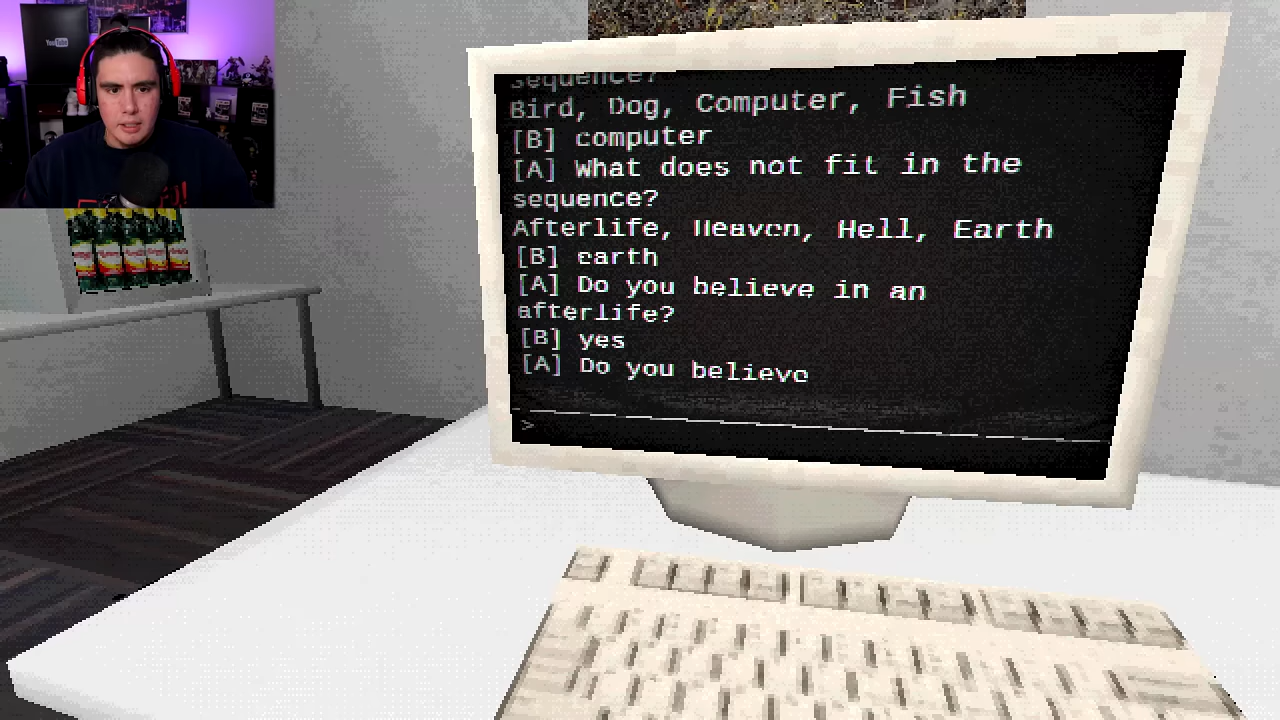 YouTube
sequence?
Bird, Dog, Computer, Fish
[B] computer
[A] What does not fit in the
sequence?
Afterlife, Heaven, Hell, Earth
[B] earth
[A] Do you believe in an
afterlife?
[B] yes
[A] Do you believe
>